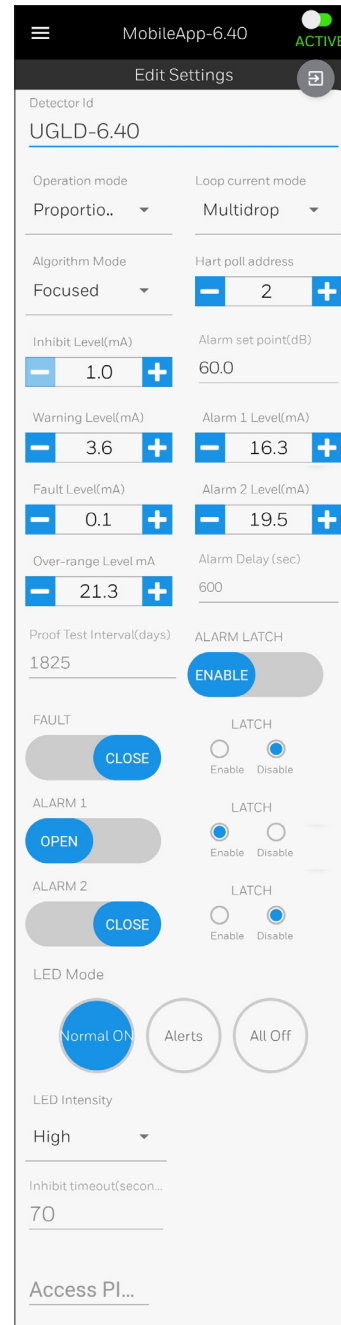 MobileApp-6.40
ACTIVE
Edit Settings
Detector Id
UGLD-6.40
Operation mode Loop current mode
Proportio.. Multidrop
Algorithm Mode Hart poll address
Focused 2
Inhibit Level(mA) Alarm set point(dB)
1.0 60.0
Warning Level(mA) Alarm 1 Level(mA)
3.6 16.3
Fault Level(mA) Alarm 2 Level(mA)
0.1 19.5
Over-range Level mA Alarm Delay (sec)
21.3 600
Proof Test Interval(days) ALARM LATCH
1825 ENABLE
FAULT LATCH
CLOSE Enable Disable
ALARM 1 LATCH
OPEN Enable Disable
ALARM 2 LATCH
CLOSE Enable Disable
LED Mode
Normal ON Alerts All Off
LED Intensity
High
Inhibit timeout(secon...
70
Access PI...